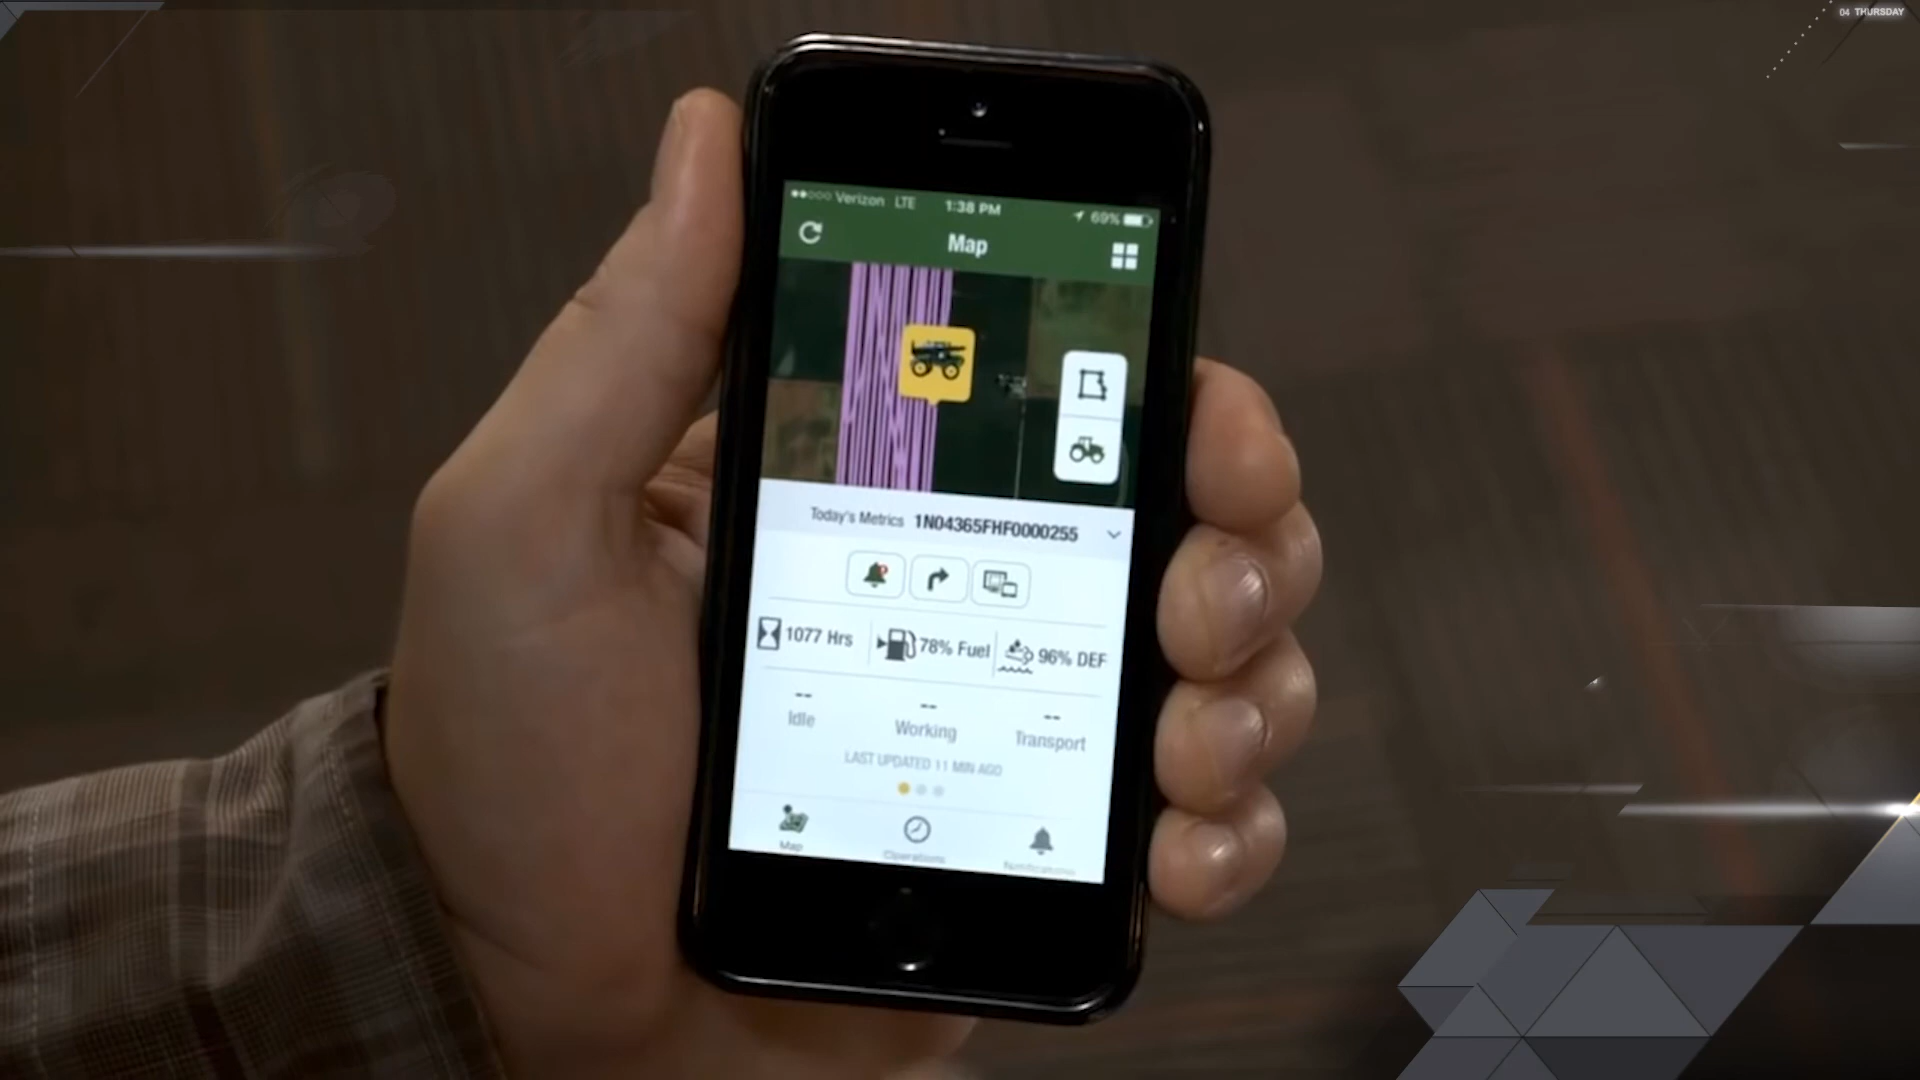 04 THURSDAY
Verizon LTE 1:38 PM 69%
Map
Today's Metrics 1N04365FHF0000255
1077 Hrs 78% Fuel 96% DEF
-- -- --
Idle Working Transport
LAST UPDATED 11 MIN AGO
Map Operations Notifications